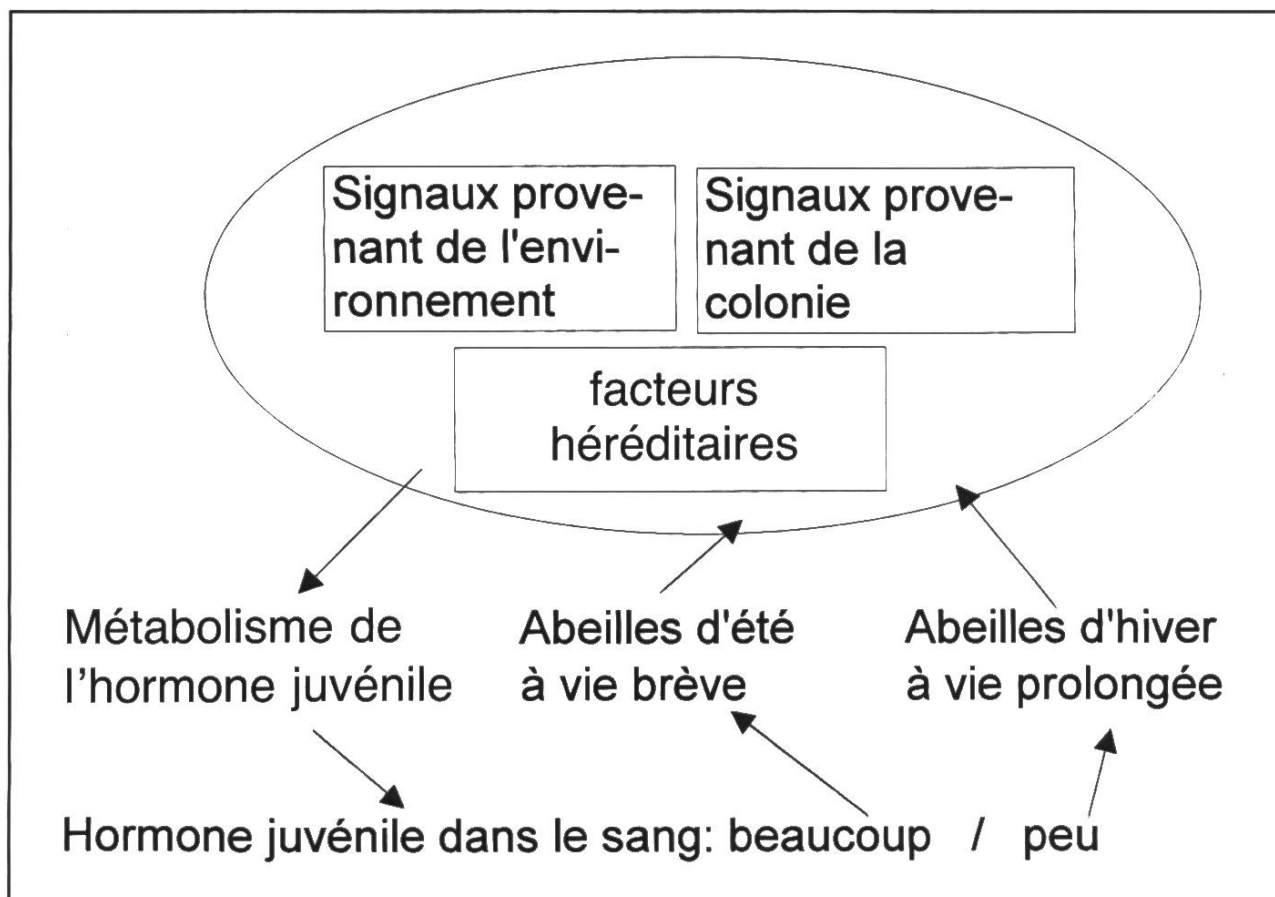 Signaux prove-
nant de l'envi-
ronnement
Signaux prove-
nant de la
colonie
facteurs
héréditaires
Métabolisme de
l'hormone juvénile
Abeilles d'été
à vie brève
Abeilles d'hiver
à vie prolongée
Hormone juvénile dans le sang: beaucoup / peu